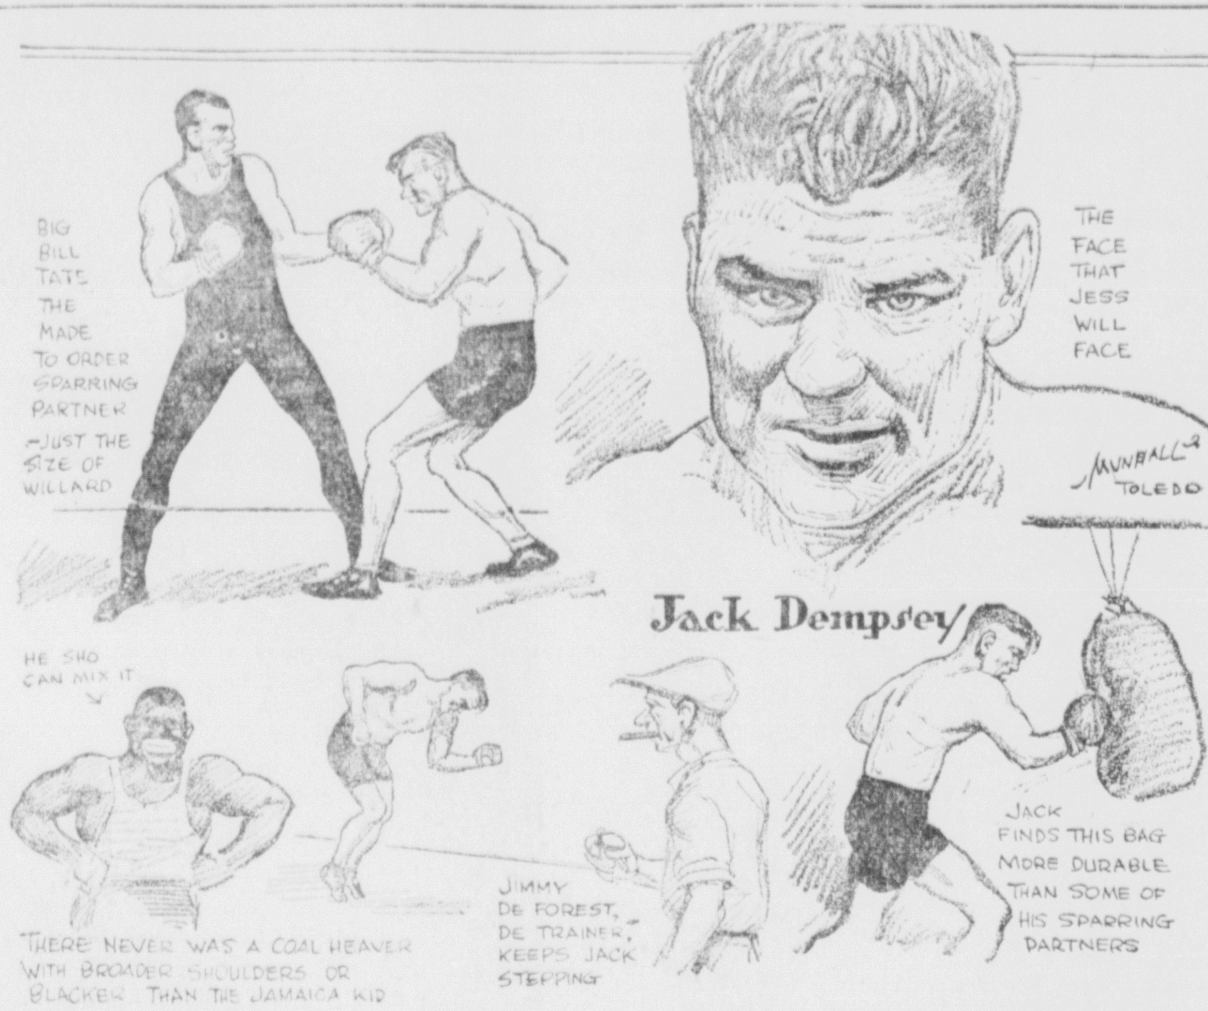 BIG
BILL
TATS
THE
MADE
TO ORDER
SPARRING
PARTNER
-JUST THE
SIZE OF
WILLARD
THE
FACE
THAT
JESS
WILL
FACE
MUNHALL
TOLEDO
Jack Dempsey
HE SHO
CAN MIX IT
THERE NEVER WAS A COAL HEAVER
WITH BROADER SHOULDERS OR
BLACKER THAN THE JAMAICA KID
JIMMY
DE FOREST,
DE TRAINER,-
KEEPS JACK
STEPPING
JACK
FINDS THIS BAG
MORE DURABLE
THAN SOME OF
HIS SPARRING
PARTNERS